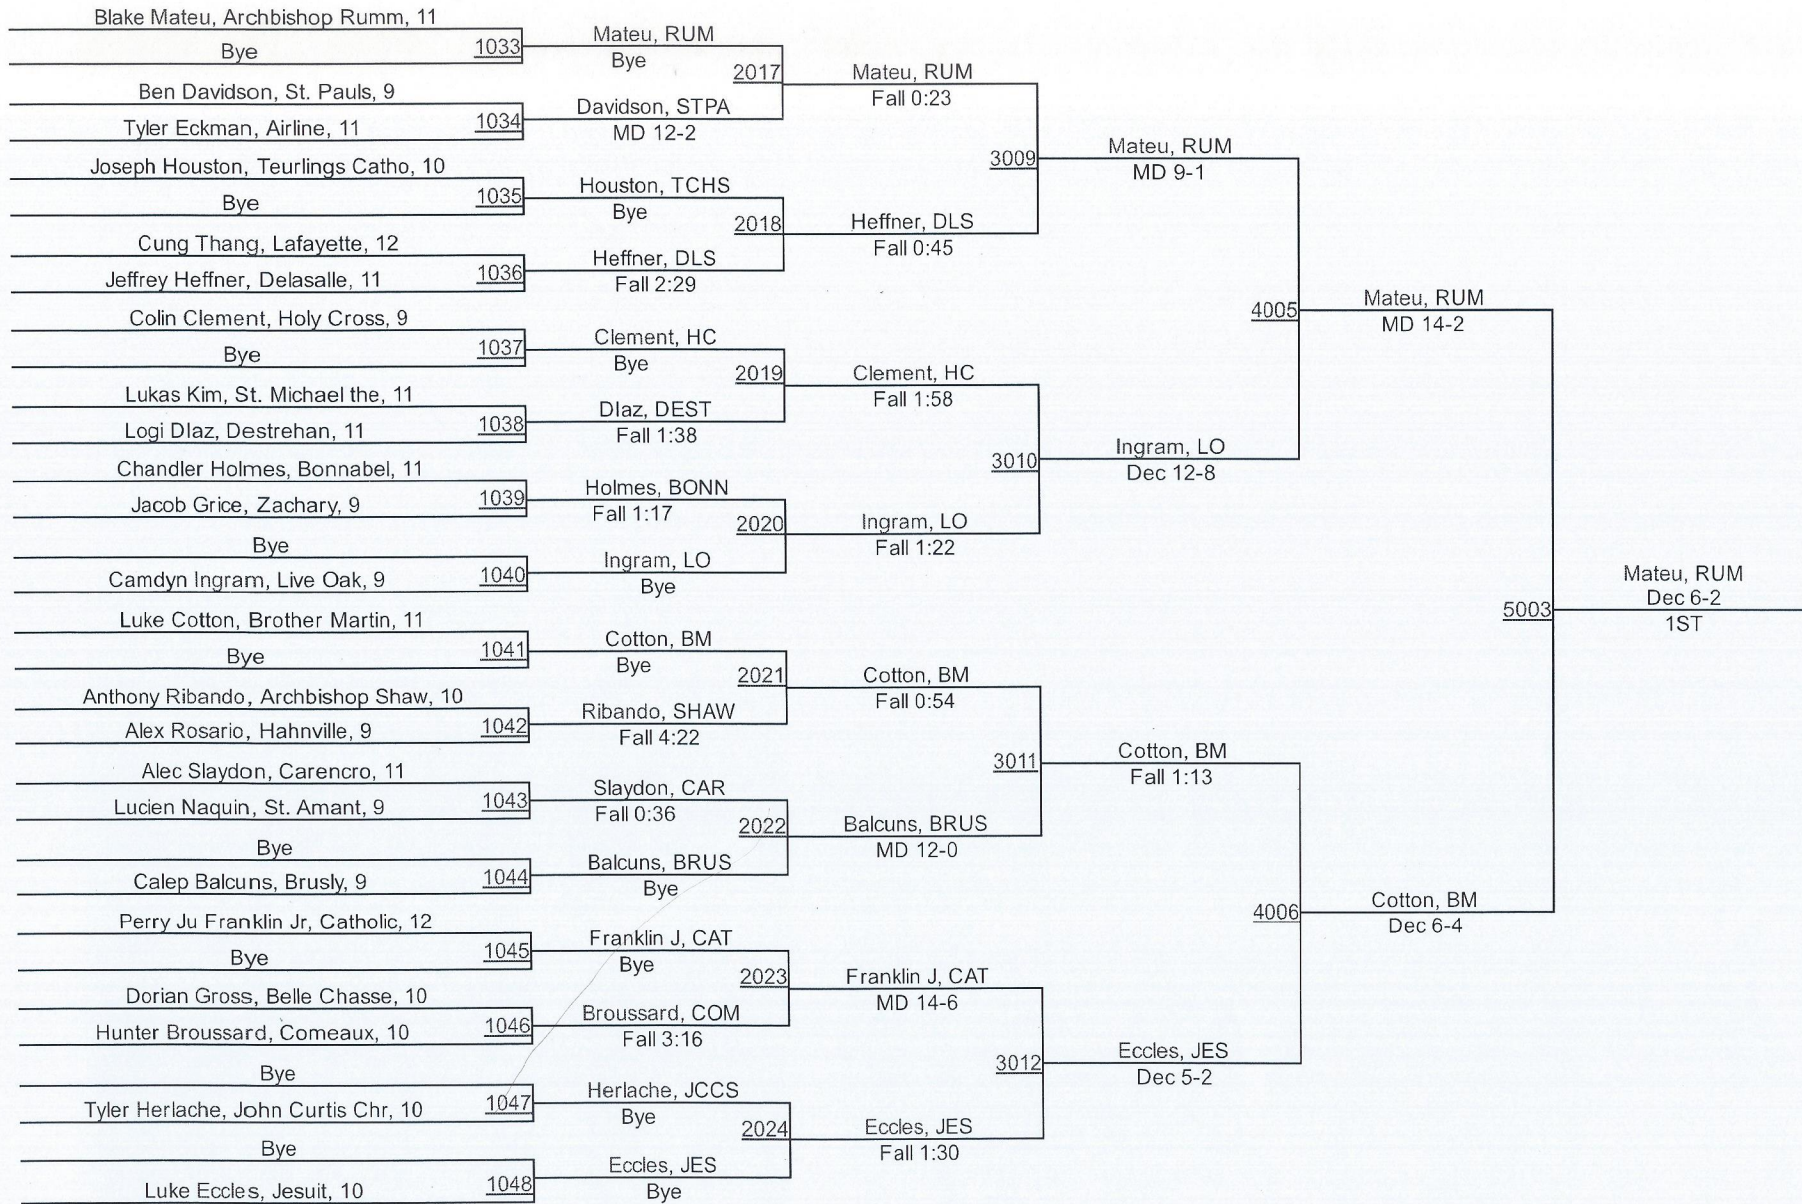 Blake Mateu, Archbishop Rumm, 11
Bye
1033
Ben Davidson, St. Pauls, 9
Tyler Eckman, Airline, 11
1034
Joseph Houston, Teurlings Catho, 10
Bye
1035
Cung Thang, Lafayette, 12
Jeffrey Heffner, Delasalle, 11
1036
Colin Clement, Holy Cross, 9
Bye
1037
Lukas Kim, St. Michael the, 11
Logi DIaz, Destrehan, 11
1038
Chandler Holmes, Bonnabel, 11
Jacob Grice, Zachary, 9
1039
Bye
Camdyn Ingram, Live Oak, 9
1040
Luke Cotton, Brother Martin, 11
Bye
1041
Anthony Ribando, Archbishop Shaw, 10
Alex Rosario, Hahnville, 9
1042
Alec Slaydon, Carencro, 11
Lucien Naquin, St. Amant, 9
1043
Bye
Calep Balcuns, Brusly, 9
1044
Perry Ju Franklin Jr, Catholic, 12
Bye
1045
Dorian Gross, Belle Chasse, 10
Hunter Broussard, Comeaux, 10
1046
Bye
Tyler Herlache, John Curtis Chr, 10
1047
Bye
Luke Eccles, Jesuit, 10
1048
Mateu, RUM
Bye
2017
Davidson, STPA
MD 12-2
Houston, TCHS
Bye
2018
Heffner, DLS
Fall 2:29
Clement, HC
Bye
2019
DIaz, DEST
Fall 1:38
Holmes, BONN
Fall 1:17
2020
Ingram, LO
Bye
Cotton, BM
Bye
2021
Ribando, SHAW
Fall 4:22
Slaydon, CAR
Fall 0:36
2022
Balcuns, BRUS
Bye
Franklin J, CAT
Bye
2023
Broussard, COM
Fall 3:16
Herlache, JCCS
Bye
2024
Eccles, JES
Bye
Mateu, RUM
Fall 0:23
3009
Heffner, DLS
Fall 0:45
Clement, HC
Fall 1:58
3010
Ingram, LO
Fall 1:22
Cotton, BM
Fall 0:54
3011
Balcuns, BRUS
MD 12-0
Franklin J, CAT
MD 14-6
3012
Eccles, JES
Fall 1:30
Mateu, RUM
MD 9-1
4005
Ingram, LO
Dec 12-8
Cotton, BM
Fall 1:13
4006
Eccles, JES
Dec 5-2
Mateu, RUM
MD 14-2
5003
Cotton, BM
Dec 6-4
Mateu, RUM
Dec 6-2
1ST